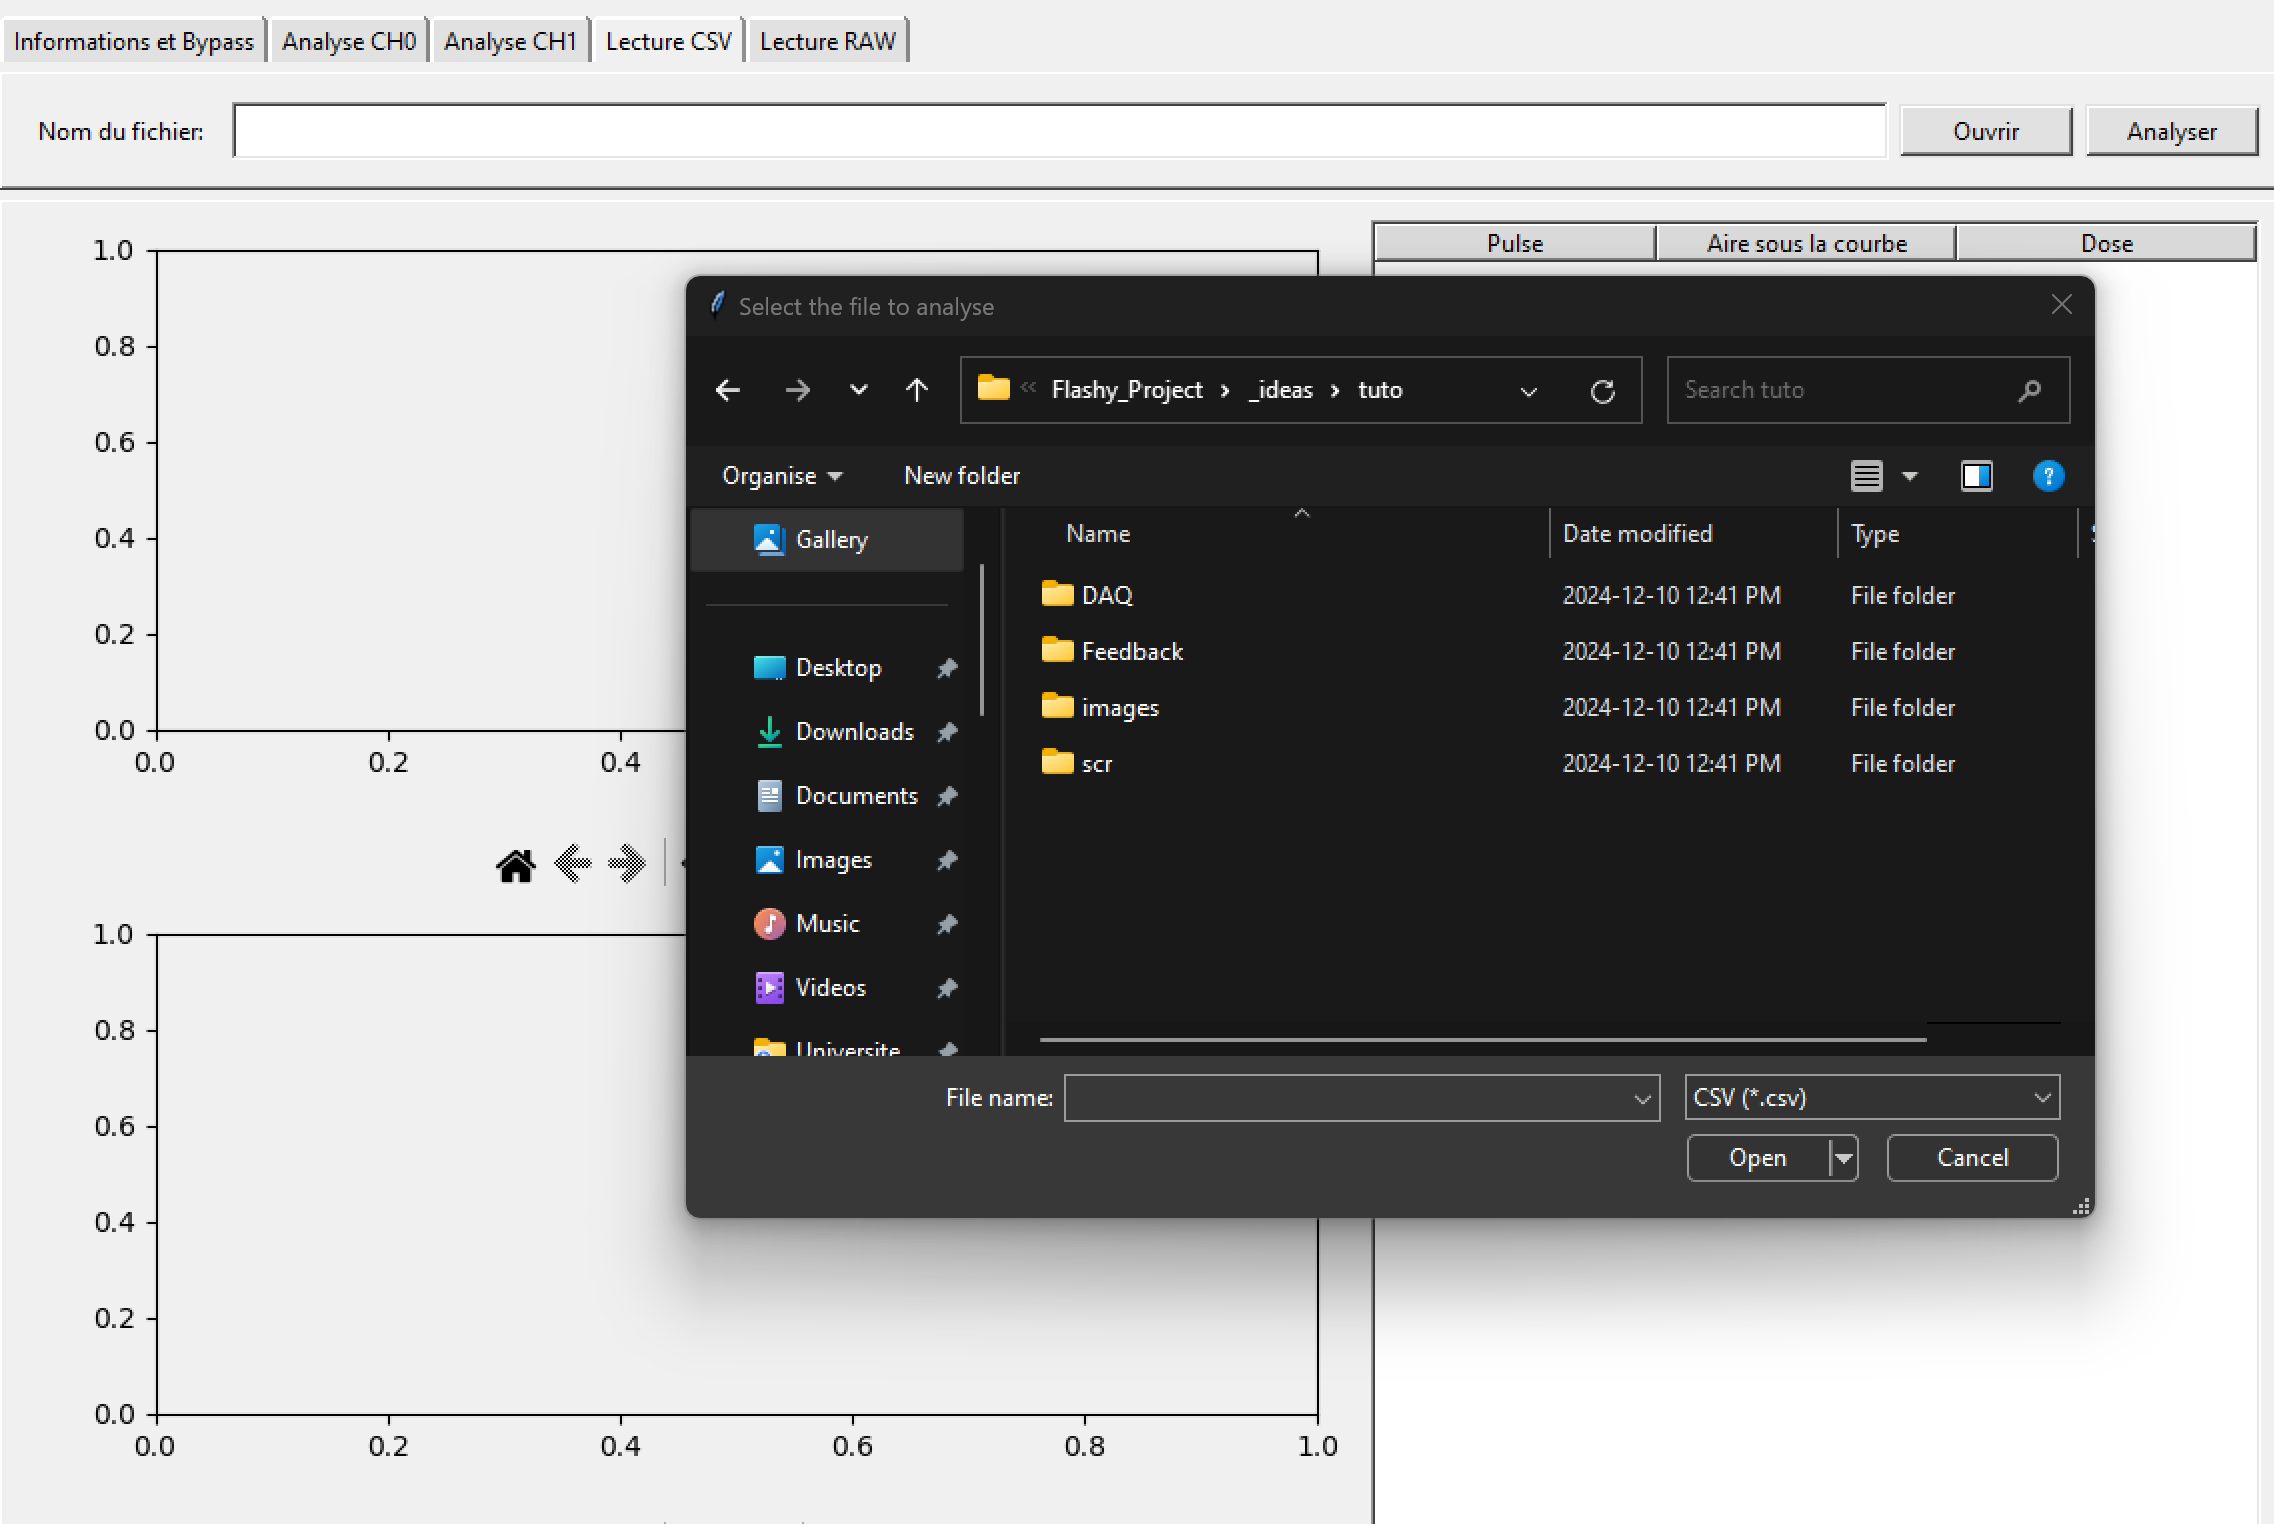 Informations et Bypass Analyse CH0 Analyse CH1 Lecture CSV Lecture RAW
Nom du fichier: Ouvrir Analyser
Pulse Aire sous la courbe Dose
1.0
0.8
0.6
0.4
0.2
0.0
0.0 0.2 0.4
Select the file to analyse
« Flashy_Project › _ideas › tuto
Search tuto
Organise New folder
Gallery
Desktop
Downloads
Documents
Images
Music
Videos
Universite
Name Date modified Type
DAQ 2024-12-10 12:41 PM File folder
Feedback 2024-12-10 12:41 PM File folder
images 2024-12-10 12:41 PM File folder
scr 2024-12-10 12:41 PM File folder
File name: CSV (*.csv)
Open Cancel
1.0
0.8
0.6
0.4
0.2
0.0
0.0 0.2 0.4 0.6 0.8 1.0